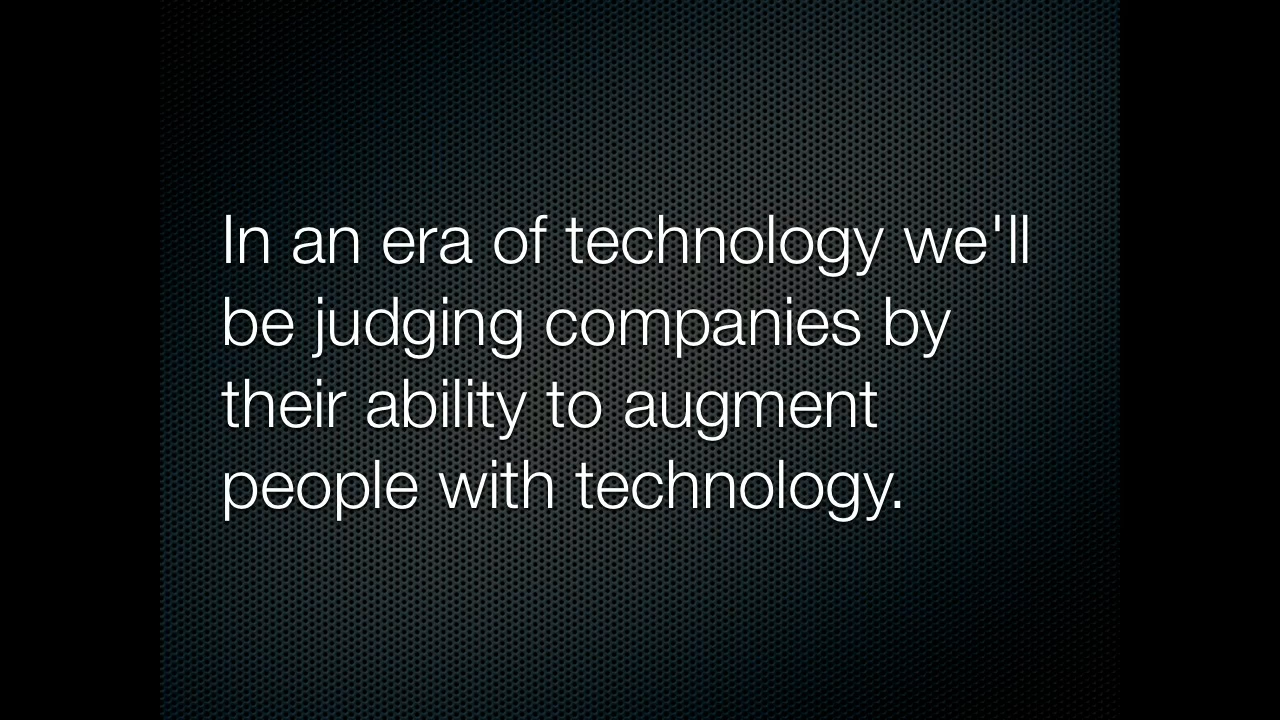 In an era of technology we'll
be judging companies by
their ability to augment
people with technology.